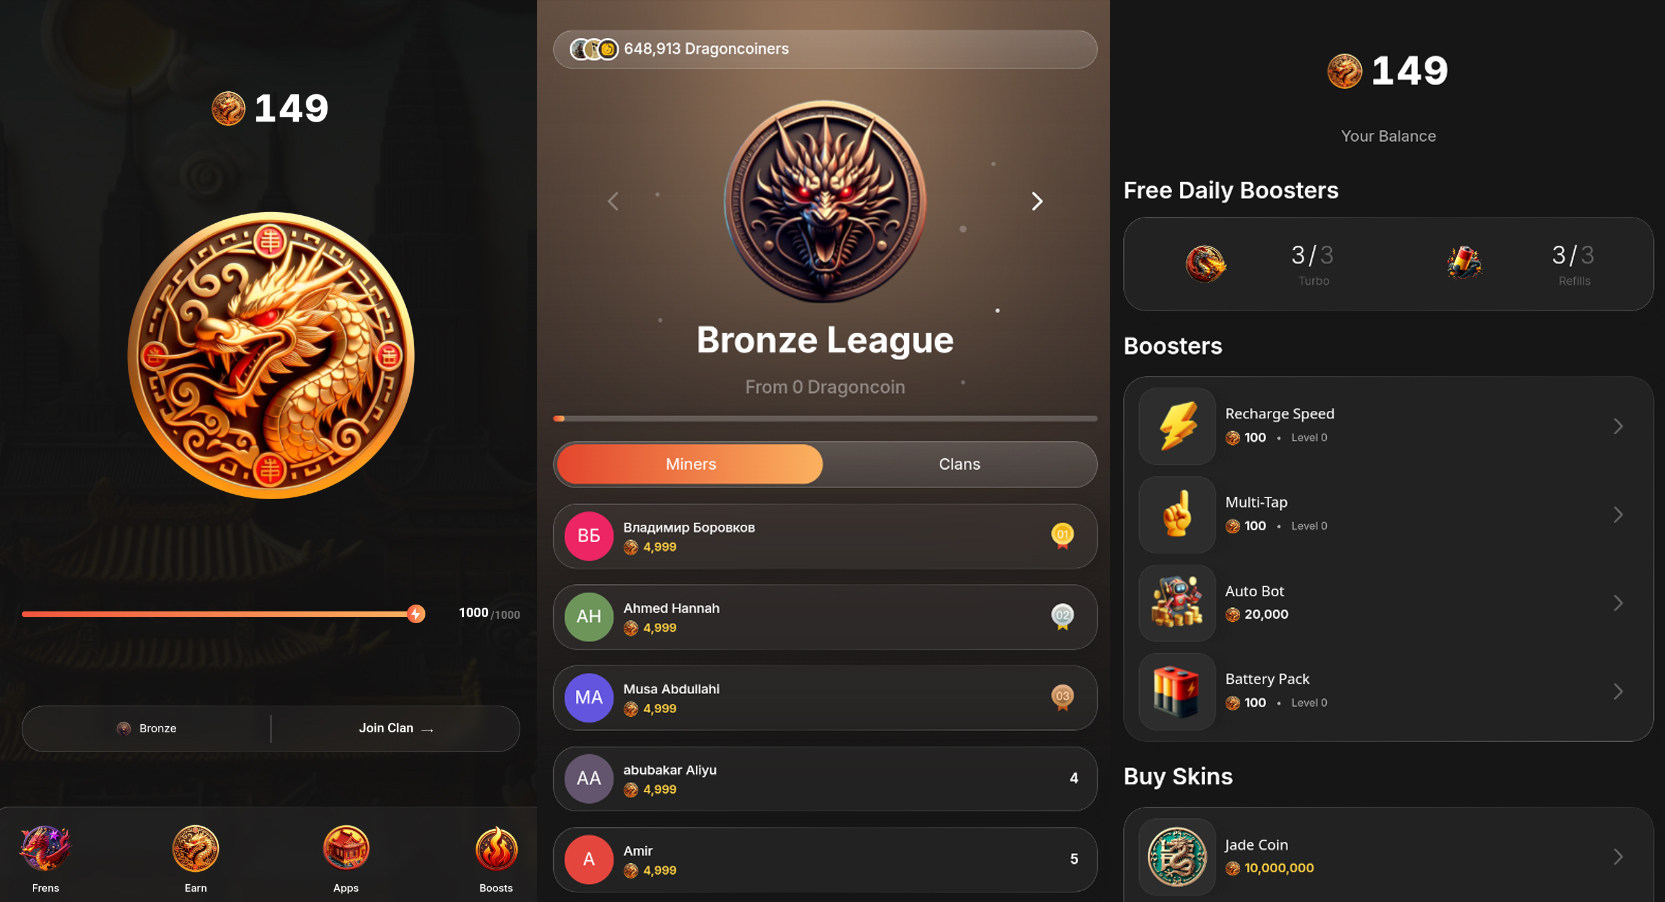 149
1000/1000
Bronze
Join Clan →
Frens
Earn
Apps
Boosts
648,913 Dragoncoiners
Bronze League
From 0 Dragoncoin
Miners
Clans
ВБ
Владимир Боровков
4,999
01
AH
Ahmed Hannah
4,999
02
MA
Musa Abdullahi
4,999
03
AA
abubakar Aliyu
4,999
4
A
Amir
4,999
5
149
Your Balance
Free Daily Boosters
3/3
Turbo
3/3
Refills
Boosters
Recharge Speed
100 • Level 0
Multi-Tap
100 • Level 0
Auto Bot
20,000
Battery Pack
100 • Level 0
Buy Skins
Jade Coin
10,000,000